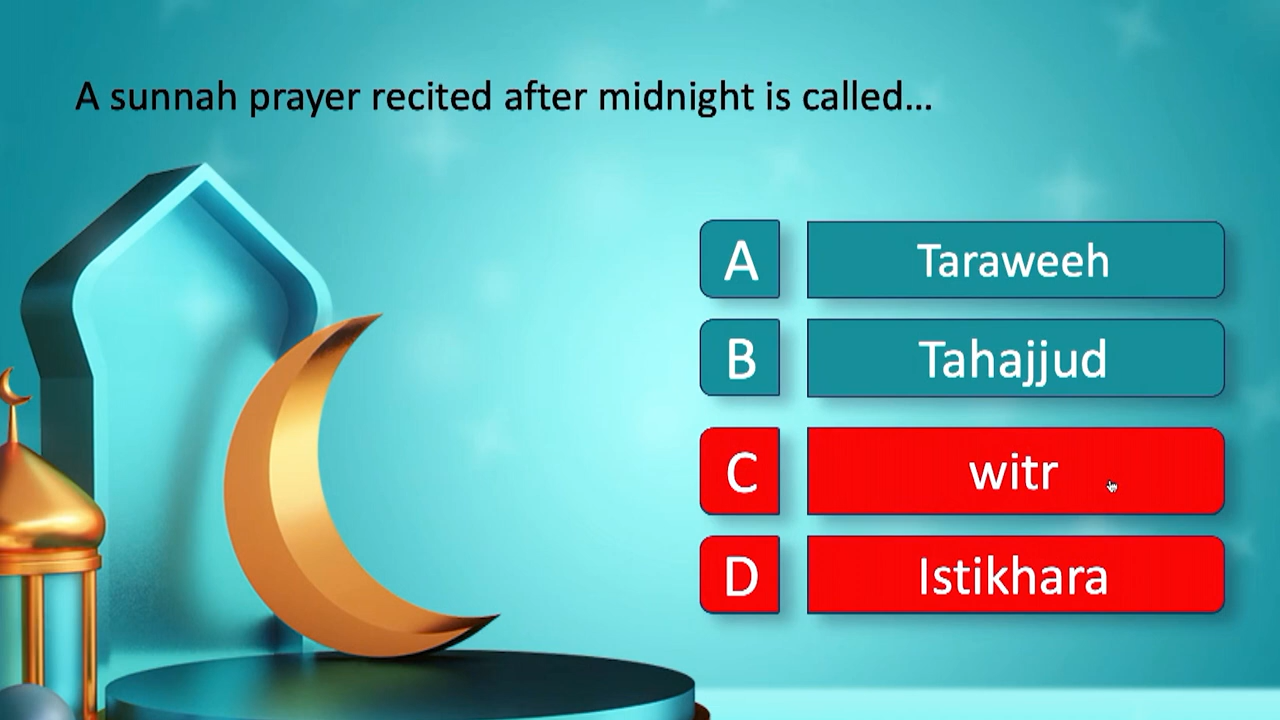 A sunnah prayer recited after midnight is called...
A Taraweeh
B Tahajjud
C witr
D Istikhara